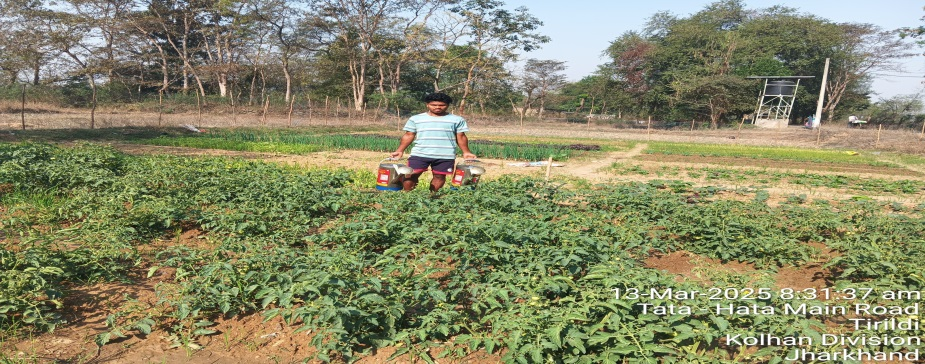 13-Mar-2025 8:31:37 am
Tata - Hata Main Road
Tirildi
Kolhan Division
Jharkhand